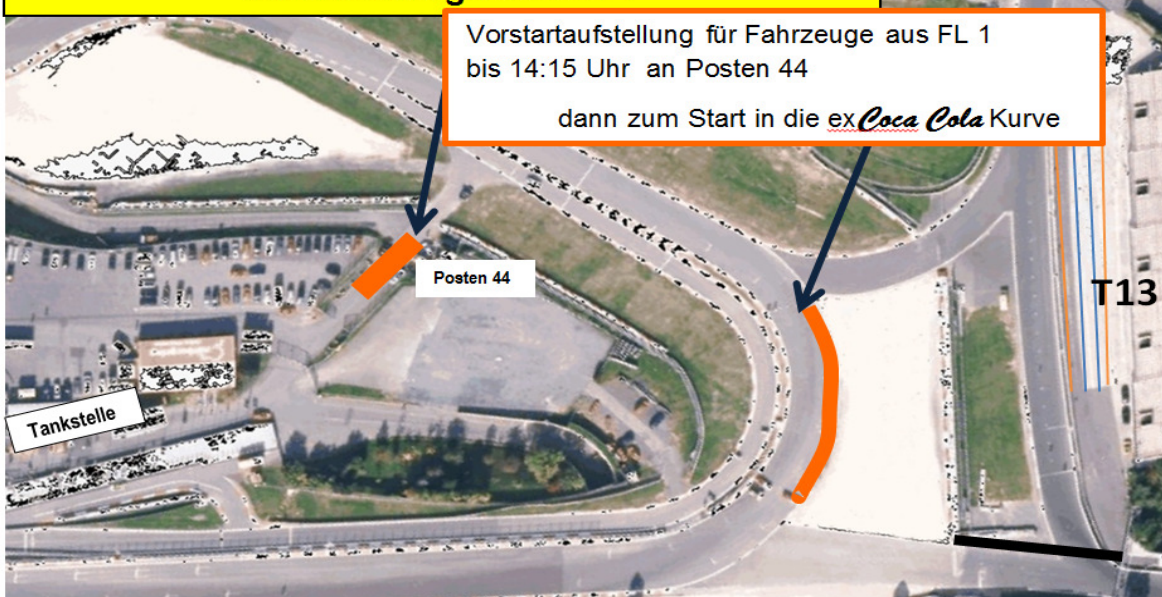 Vorstartaufstellung für Fahrzeuge aus FL 1
bis 14:15 Uhr an Posten 44
dann zum Start in die ex Coca Cola Kurve
Posten 44
T13
Tankstelle